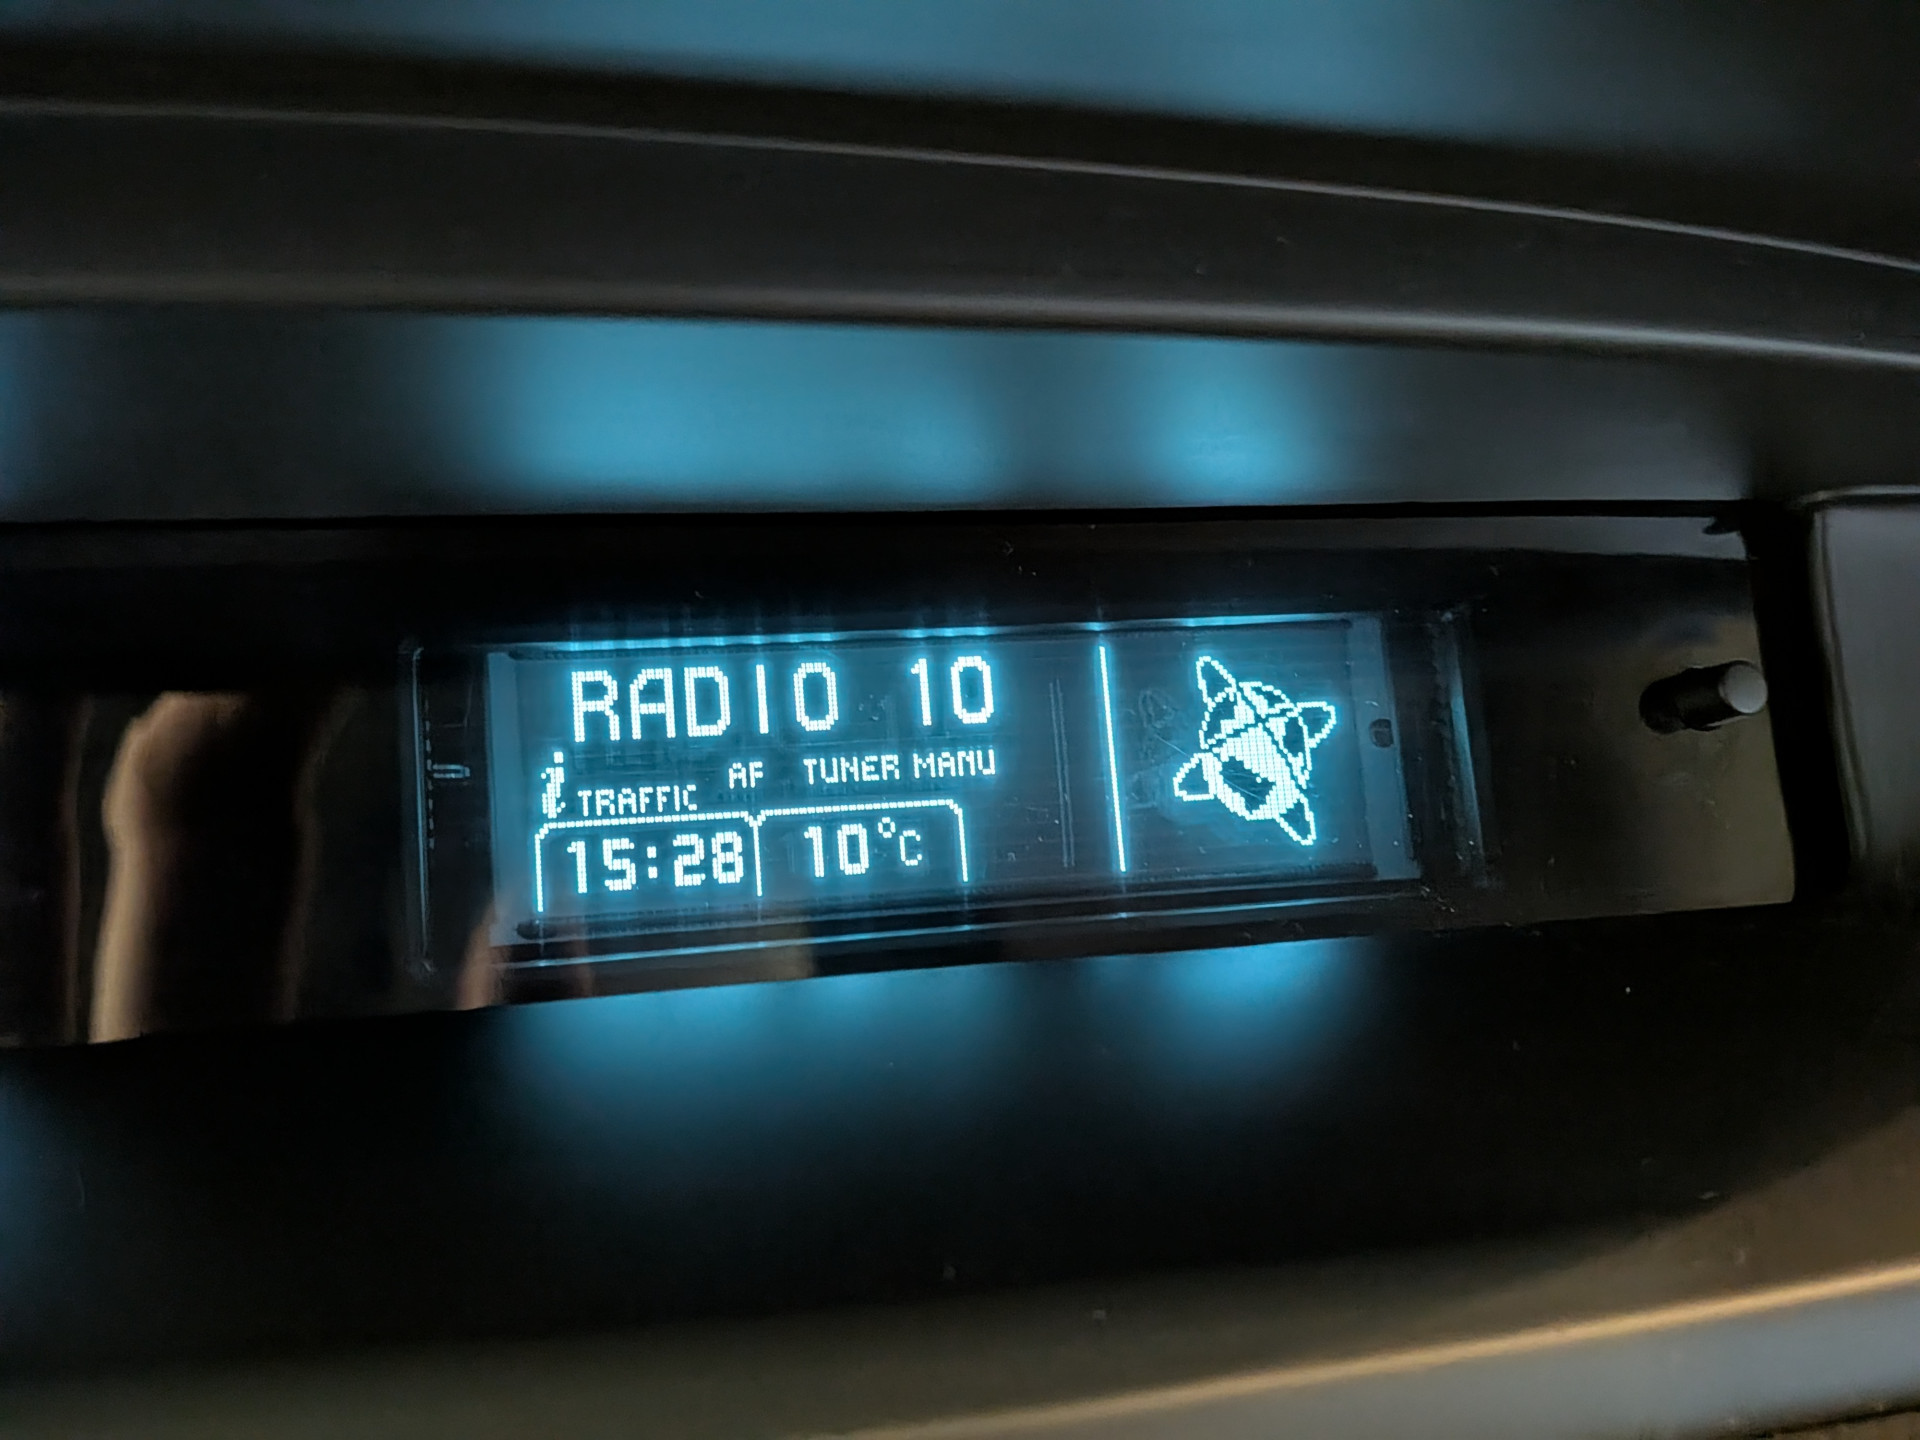 RADIO 10
i TRAFFIC AF TUNER MANU
15:28 10°C